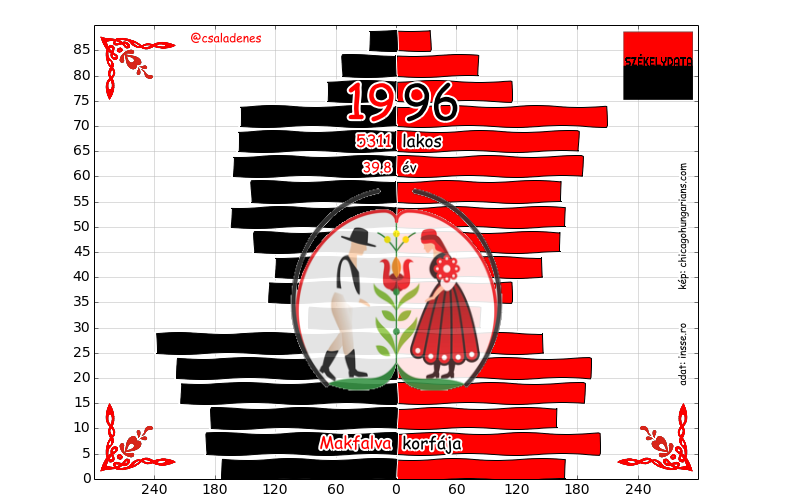 @csaladenes
SZÉKELYDATA
1996
5311 lakos
39.8 év
Makfalva korfája
kép: chicagohungarians.com
adat: insse.ro
85
80
75
70
65
60
55
50
45
40
35
30
25
20
15
10
5
0
240 180 120 60 0 60 120 180 240